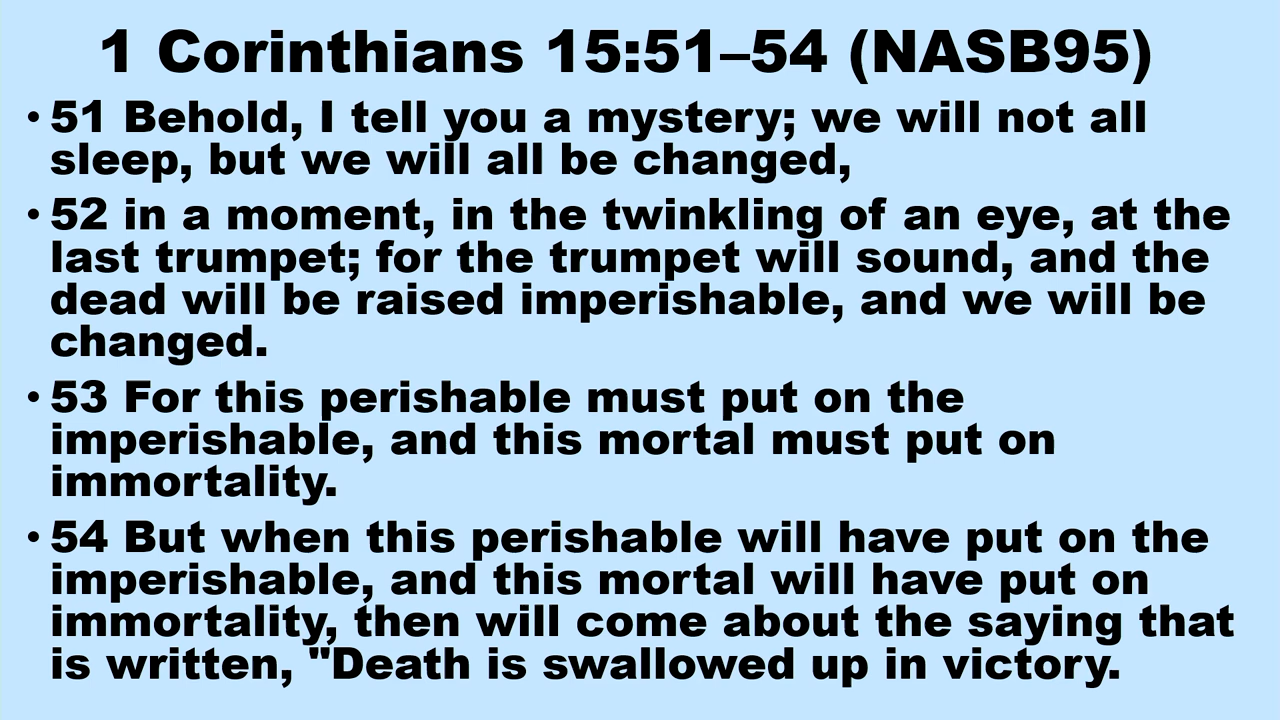 1 Corinthians 15:51–54 (NASB95)
• 51 Behold, I tell you a mystery; we will not all
sleep, but we will all be changed,
• 52 in a moment, in the twinkling of an eye, at the
last trumpet; for the trumpet will sound, and the
dead will be raised imperishable, and we will be
changed.
• 53 For this perishable must put on the
imperishable, and this mortal must put on
immortality.
• 54 But when this perishable will have put on the
imperishable, and this mortal will have put on
immortality, then will come about the saying that
is written, "Death is swallowed up in victory.